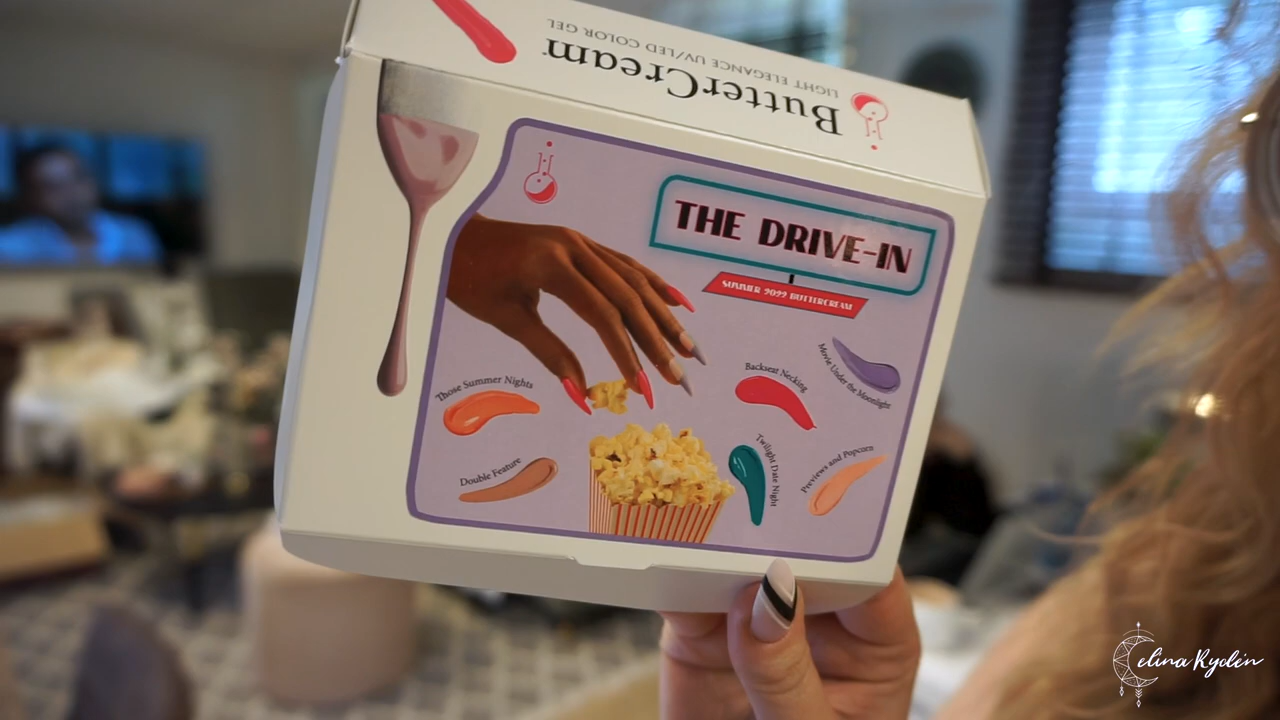 ButterCream
LIGHT ELEGANCE UV/LED COLOR GEL
THE DRIVE-IN
SUMMER 2022 BUTTERCREAM
Those Summer Nights
Backseat Necking
Movie Under the Moonlight
Double Feature
Twilight Date Night
Previews and Popcorn
Celina Rydén